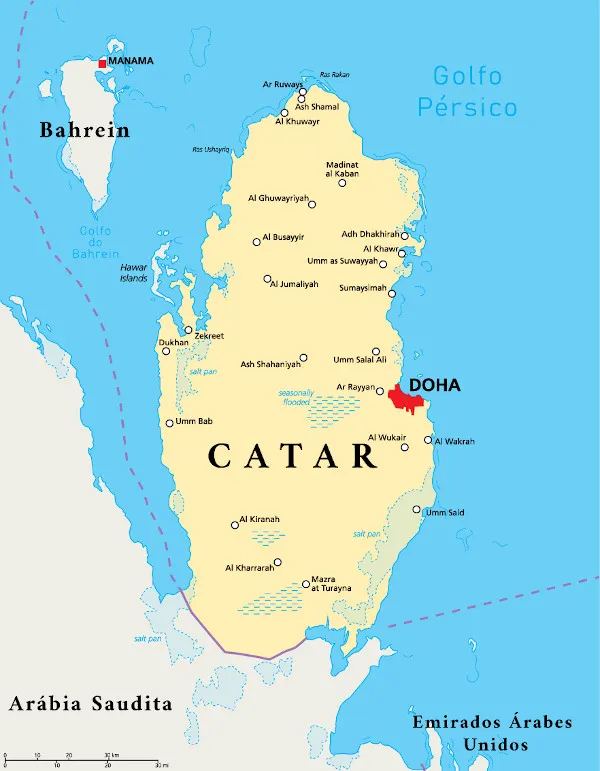 MANAMA
Bahrein
Golfo
Pérsico
Ras Rakan
Ar Ruways
Ash Shamal
Al Khuwayr
Ras Ushayriq
Madinat
al Kaban
Al Ghuwayriyah
Golfo
do
Bahrein
Al Busayyir
Adh Dhakhirah
Al Khawr
Umm as Suwayyah
Hawar
Islands
Al Jumaliyah
Sumaysimah
Zekreet
Dukhan
salt pan
Ash Shahaniyah
Umm Salal Ali
Ar Rayyan
DOHA
seasonally
flooded
Umm Bab
CATAR
Al Wukair
Al Wakrah
Umm Said
Al Kiranah
salt pan
Al Kharrarah
Mazra
at Turayna
salt pan
Arábia Saudita
Emirados Árabes
Unidos
0 10 20 30 km
0 20 30 mi